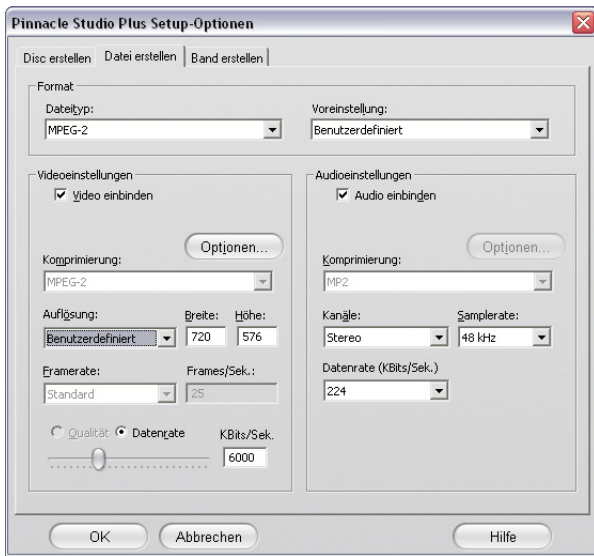 Pinnacle Studio Plus Setup-Optionen
Disc erstellen
Datei erstellen
Band erstellen
Format
Dateityp:
MPEG-2
Voreinstellung:
Benutzerdefiniert
Videoeinstellungen
Video einbinden
Optionen...
Komprimierung:
MPEG-2
Auflösung:
Breite:
Höhe:
Benutzerdefiniert
720
576
Framerate:
Frames/Sek.:
Standard
25
Qualität
Datenrate
KBits/Sek.
6000
Audioeinstellungen
Audio einbinden
Optionen...
Komprimierung:
MP2
Kanäle:
Samplerate:
Stereo
48 kHz
Datenrate (KBits/Sek.)
224
OK
Abbrechen
Hilfe